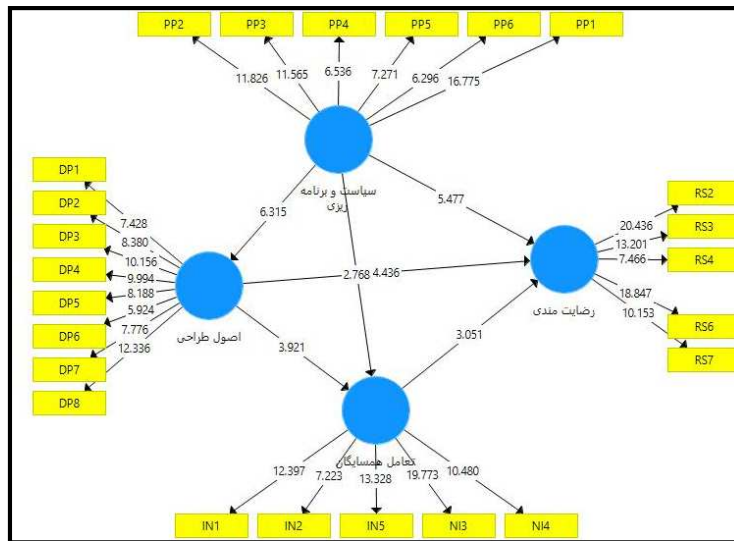 PP2 PP3 PP4 PP5 PP6 PP1
11.826 11.565 6.536 7.271 6.296 16.775
سیاست و برنامه
ریزی
DP1
DP2
DP3
DP4
DP5
DP6
DP7
DP8
7.428
8.380
10.156
9.994
8.188
5.924
7.776
12.336
اصول طراحی
6.315
5.477
2.768 4.436
3.921
3.051
RS2
RS3
RS4
RS6
RS7
20.436
13.201
7.466
18.847
10.153
رضایت مندی
تعامل همسایگان
12.397 7.223 13.328 19.773 10.480
IN1 IN2 IN5 NI3 NI4